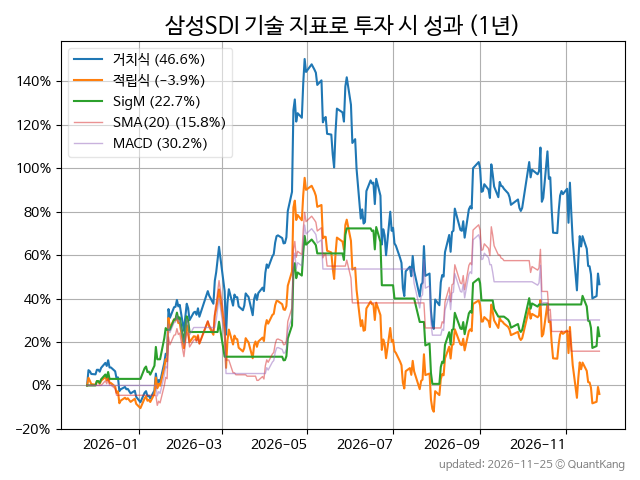 삼성SDI 기술 지표로 투자 시 성과 (1년)
거치식 (46.6%)
적립식 (−3.9%)
SigM (22.7%)
SMA(20) (15.8%)
MACD (30.2%)
140%
120%
100%
80%
60%
40%
20%
0%
−20%
2026-01 2026-03 2026-05 2026-07 2026-09 2026-11
updated: 2026-11-25 © QuantKang